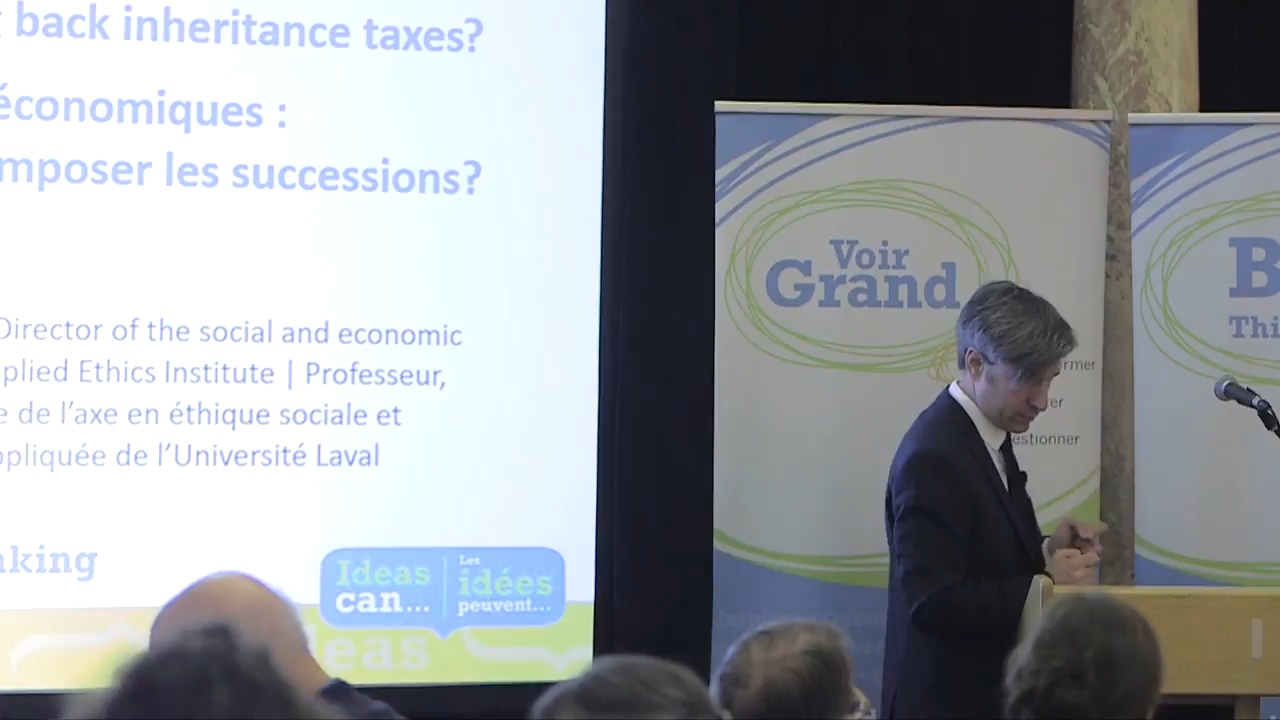 back inheritance taxes?
économiques :
mposer les successions?
Director of the social and economic
plied Ethics Institute | Professeur,
e de l'axe en éthique sociale et
ppliquée de l'Université Laval
nking
Ideas
can...
Les
idées
peuvent...
deas
Voir
Grand
rmer
er
estionner
B
Thi